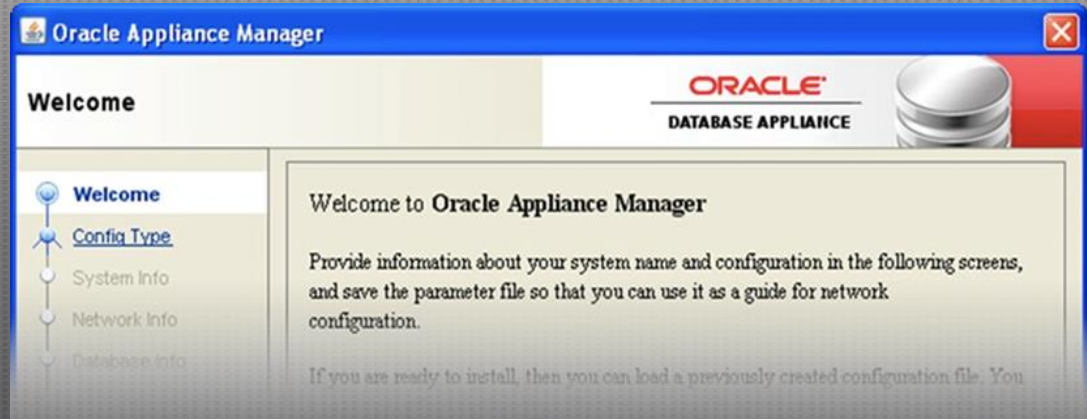 Oracle Appliance Manager
Welcome
ORACLE
DATABASE APPLIANCE
Welcome
Config Type
System Info
Network Info
Database Info
Welcome to Oracle Appliance Manager
Provide information about your system name and configuration in the following screens,
and save the parameter file so that you can use it as a guide for network
configuration.
If you are ready to install, then you can load a previously created configuration file. You